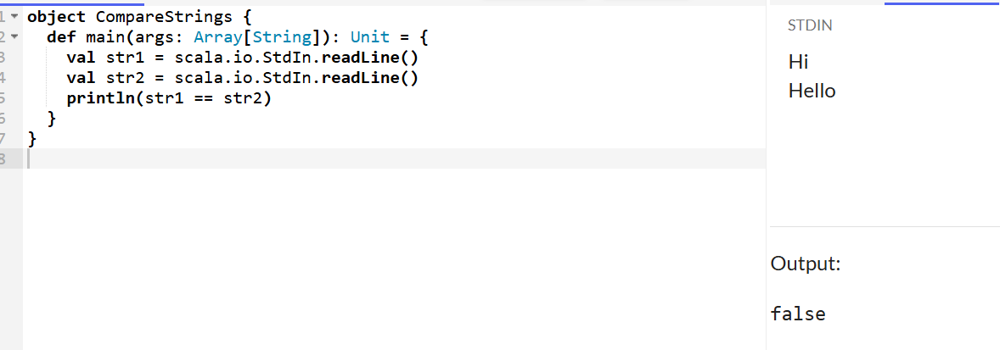 1 object CompareStrings {
2 def main(args: Array[String]): Unit = {
3 val str1 = scala.io.StdIn.readLine()
4 val str2 = scala.io.StdIn.readLine()
5 println(str1 == str2)
6 }
7 }
8
STDIN
Hi
Hello
Output:
false